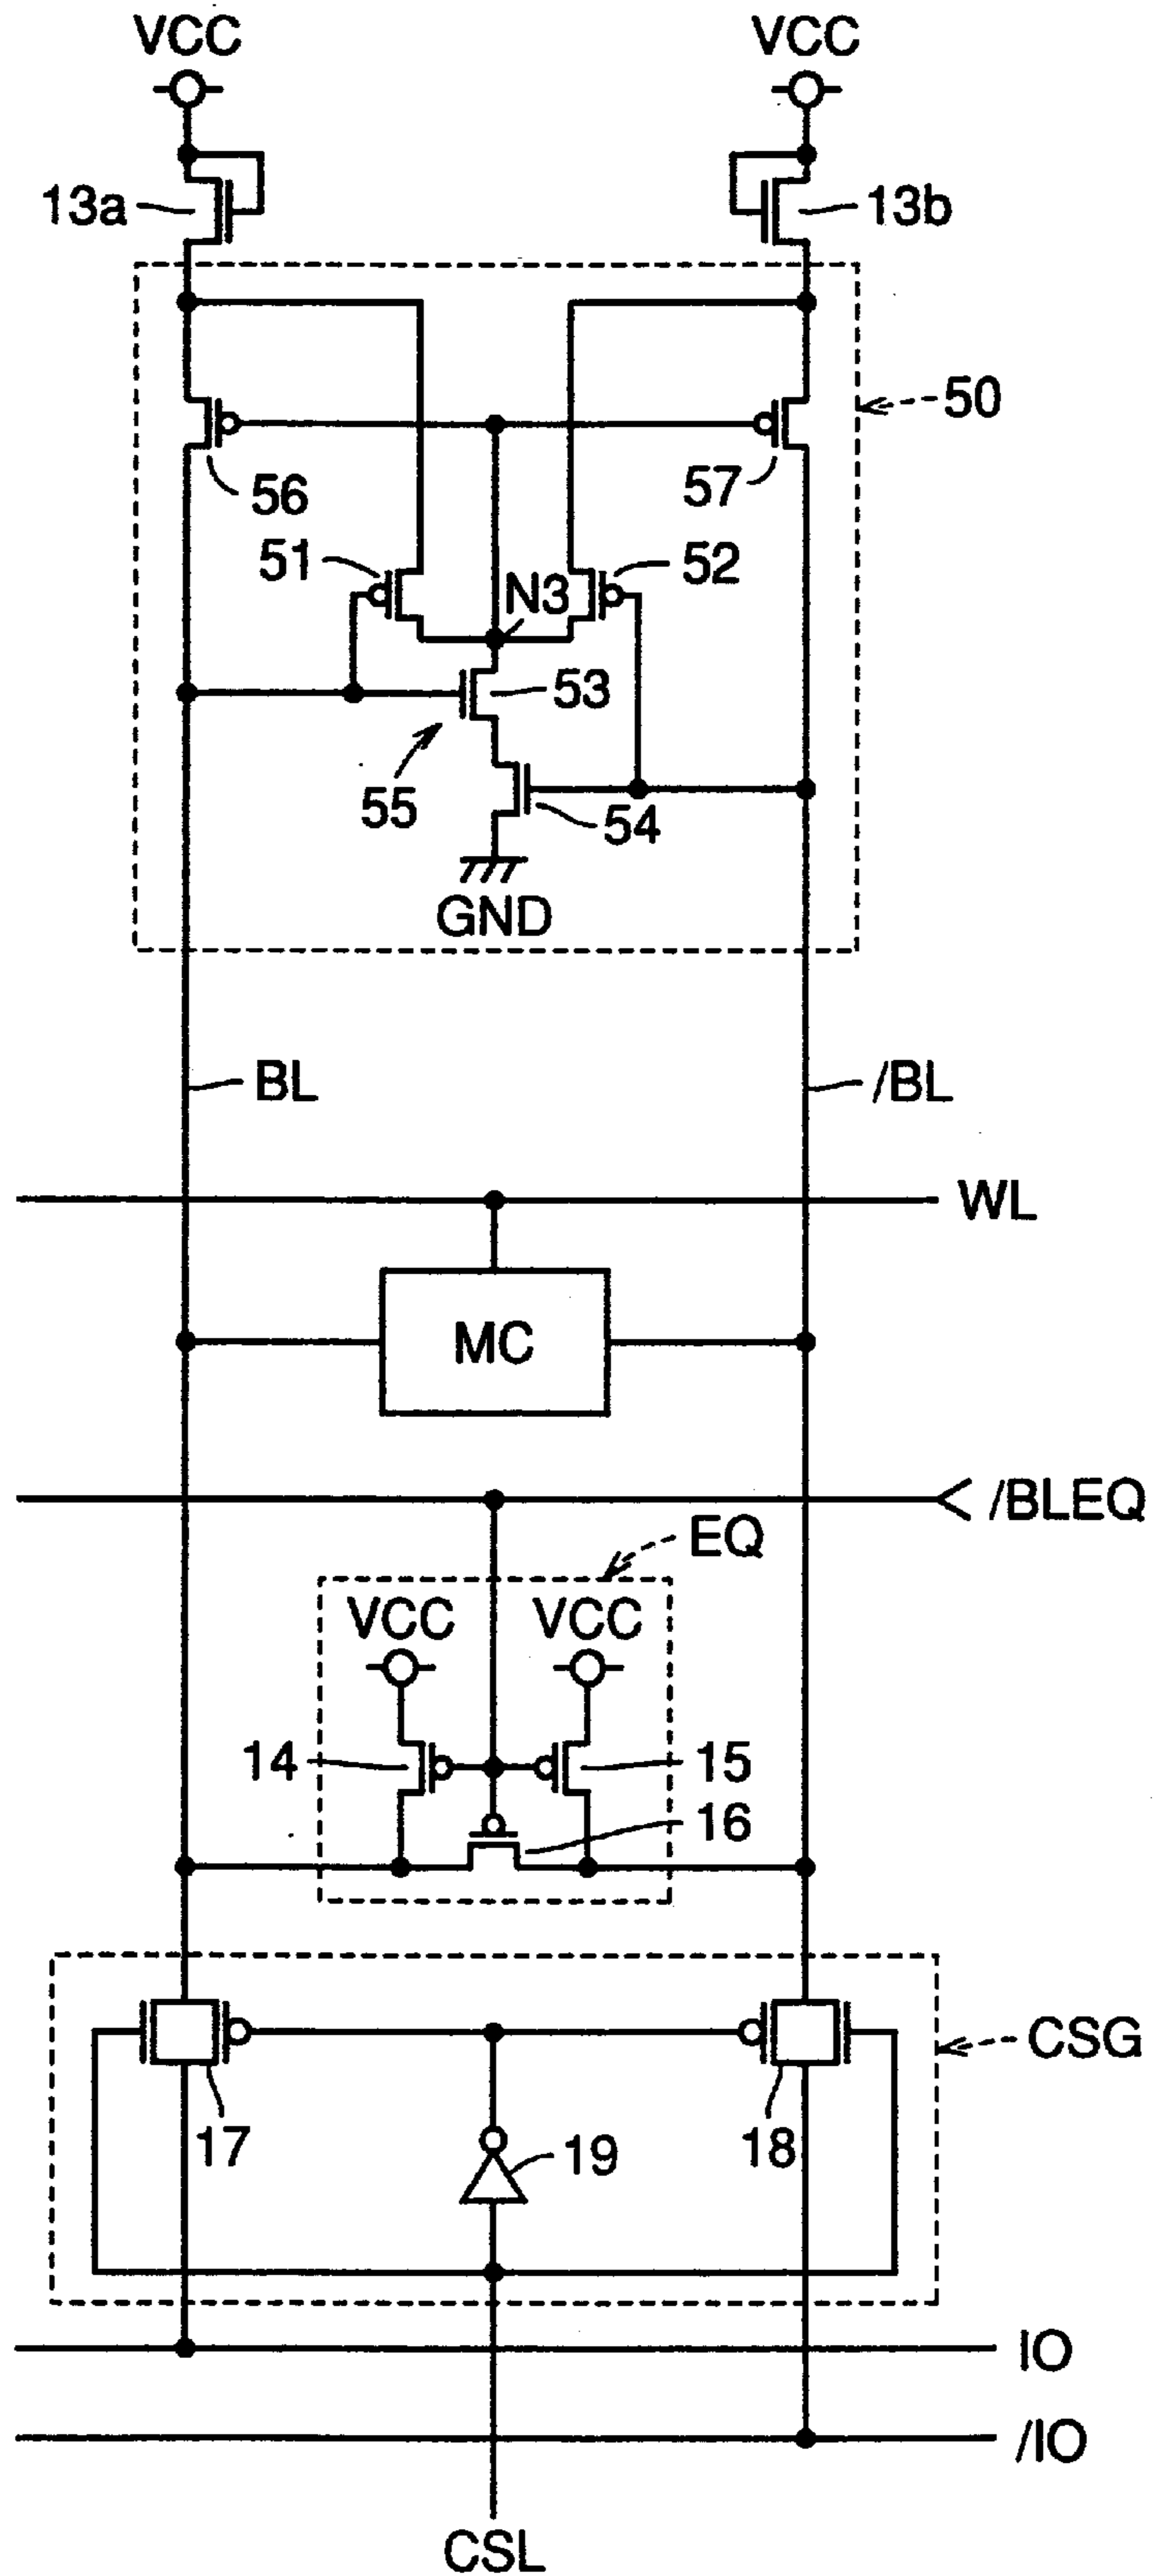 VCC VCC
13a 13b
50
56 57
51 52
N3
53
55
54
GND
BL /BL
WL
MC
/BLEQ
EQ
VCC VCC
14 15
16
CSG
17 18
19
IO
/IO
CSL